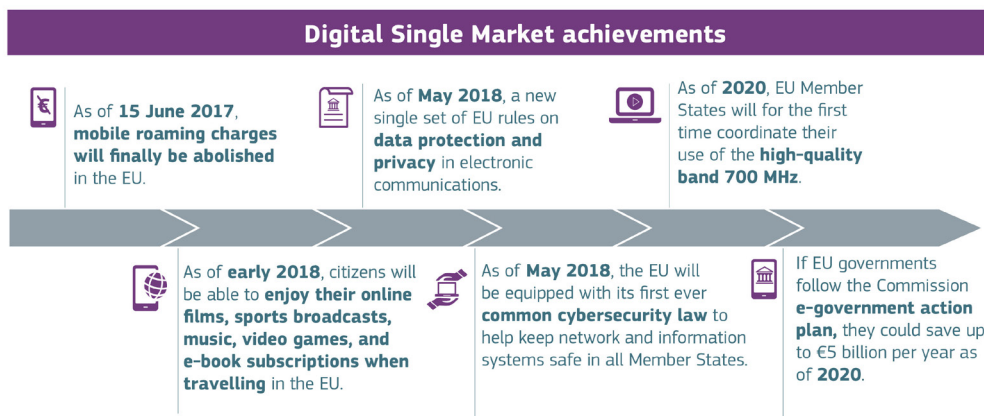 Digital Single Market achievements
As of 15 June 2017,
mobile roaming charges
will finally be abolished
in the EU.
As of early 2018, citizens will
be able to enjoy their online
films, sports broadcasts,
music, video games, and
e-book subscriptions when
travelling in the EU.
As of May 2018, a new
single set of EU rules on
data protection and
privacy in electronic
communications.
As of May 2018, the EU will
be equipped with its first ever
common cybersecurity law to
help keep network and information
systems safe in all Member States.
As of 2020, EU Member
States will for the first
time coordinate their
use of the high-quality
band 700 MHz.
If EU governments
follow the Commission
e-government action
plan, they could save up
to €5 billion per year as
of 2020.